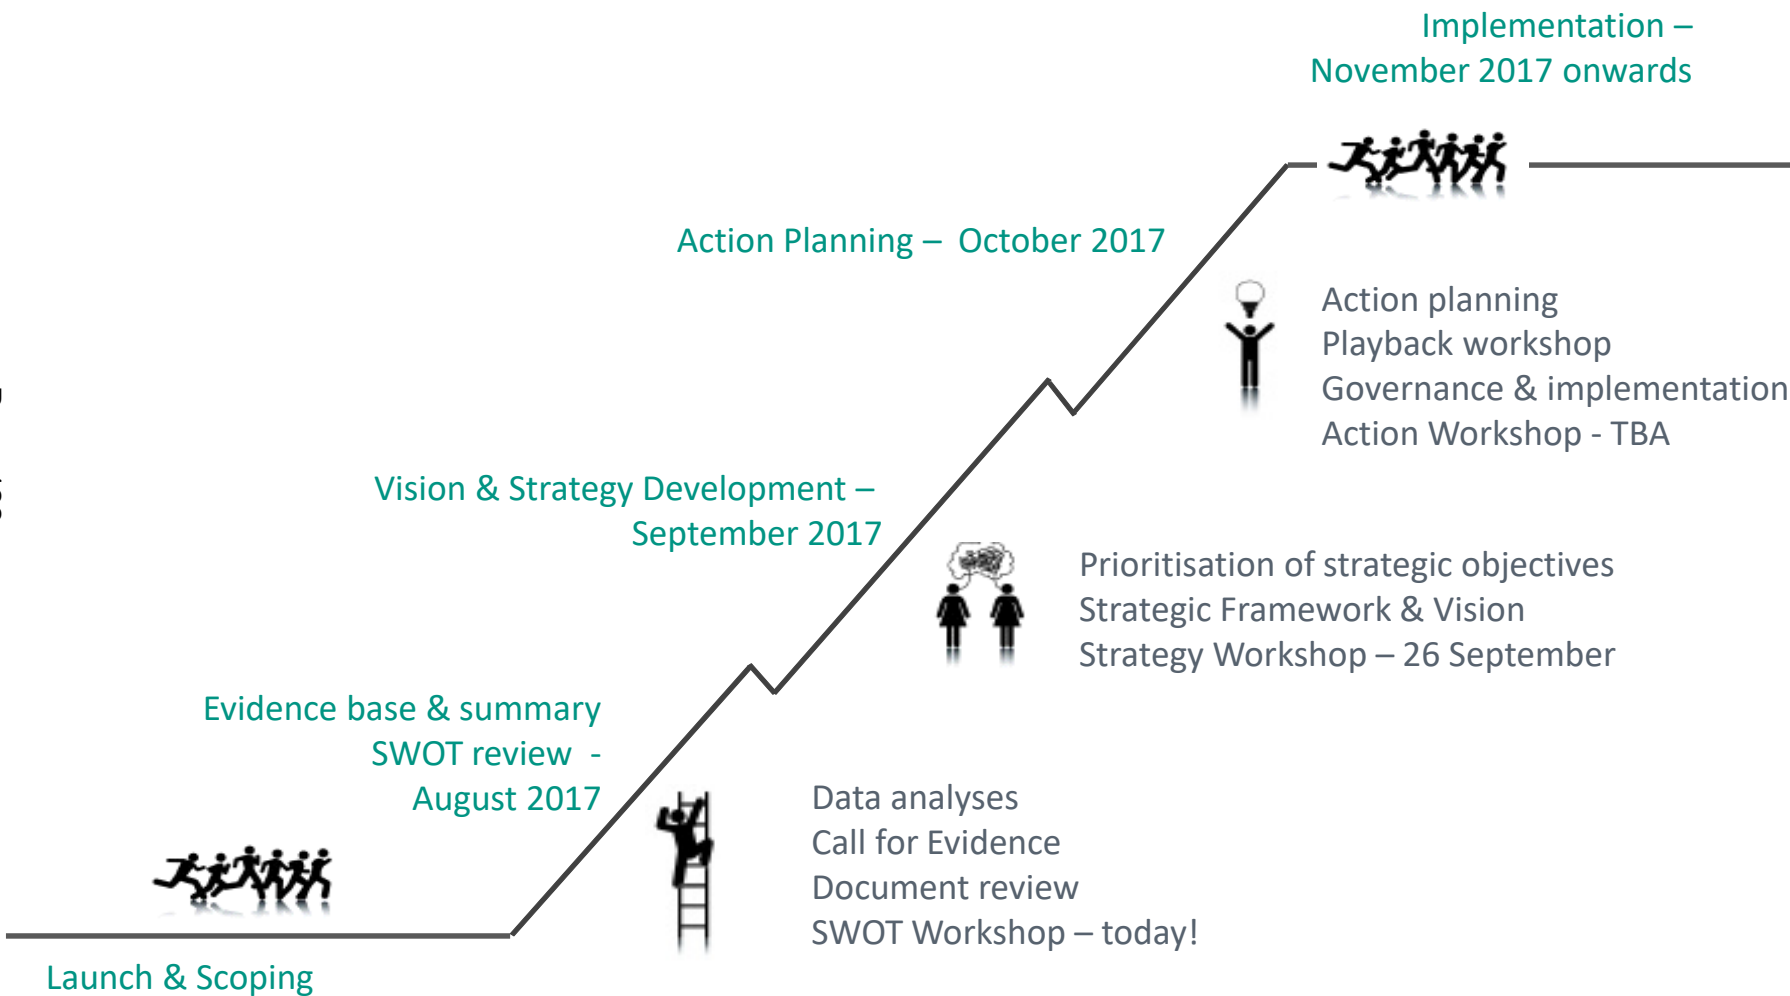 Implementation –
November 2017 onwards
Action Planning –  October 2017
Action planning
Playback workshop
Governance & implementation
Action Workshop - TBA
Vision & Strategy Development –
September 2017
Prioritisation of strategic objectives
Strategic Framework & Vision
Strategy Workshop – 26 September
Evidence base & summary
SWOT review  -
August 2017
Data analyses
Call for Evidence
Document review
SWOT Workshop – today!
Launch & Scoping